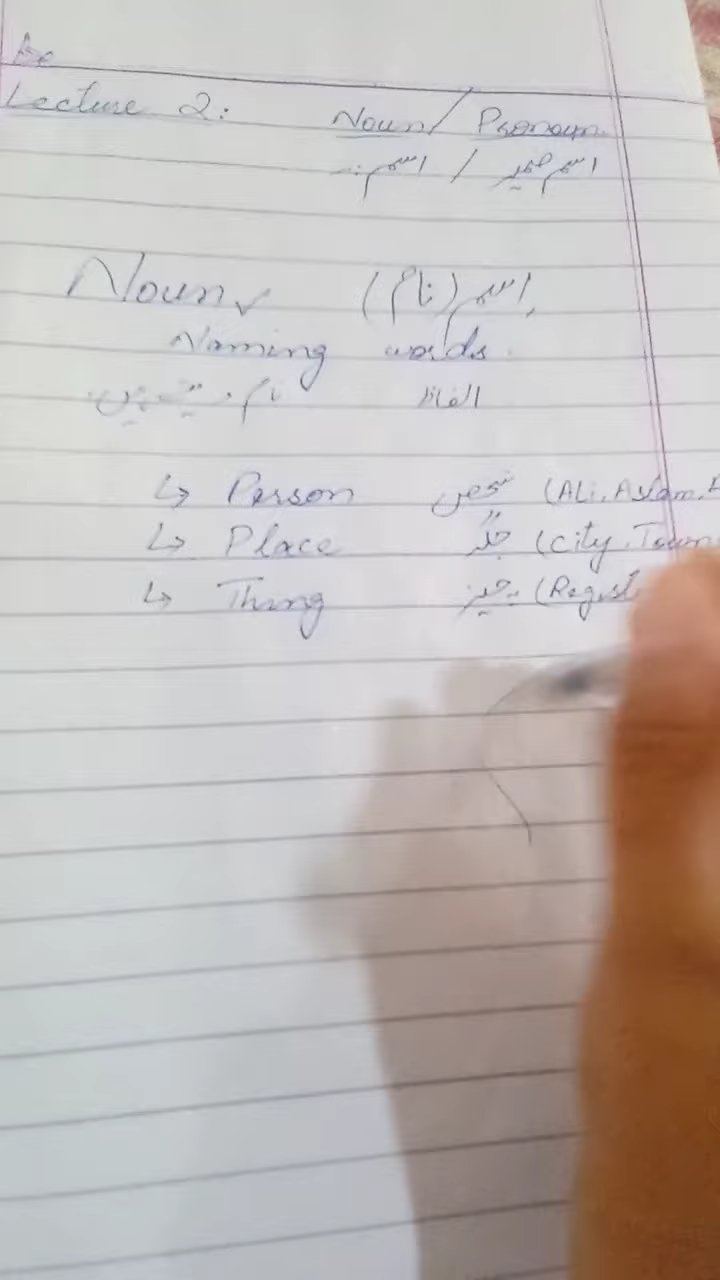 Lecture 2: Noun / Pronoun
اسم / اسم ضمیر
Noun اسم (نام)
Naming words
نام الفاظ
↳ Person شخص (Ali, Aslam,
↳ Place جگہ (City, Town
↳ Thing چیز (Regist